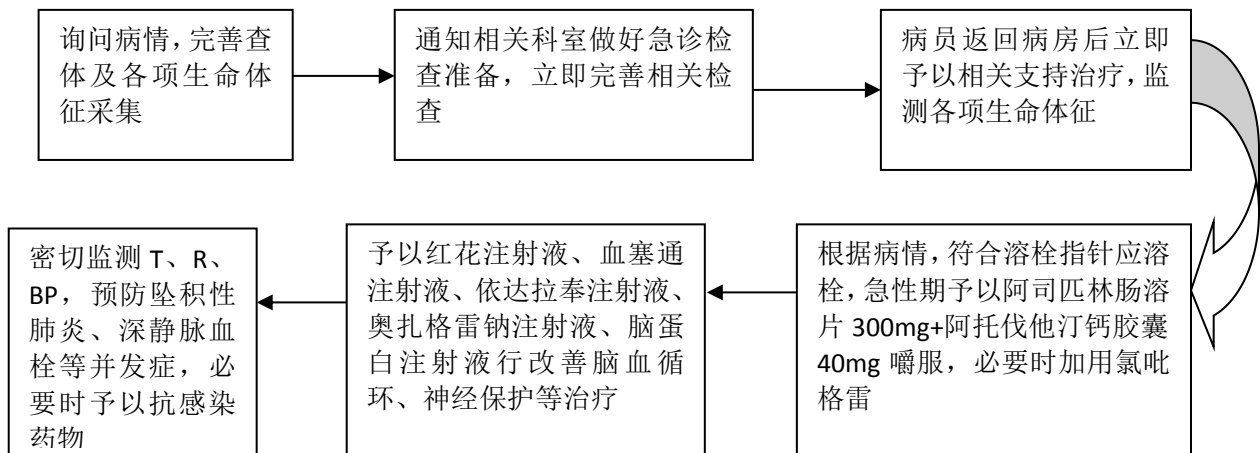 询问病情，完善查
体及各项生命体
征采集
通知相关科室做好急诊检
查准备，立即完善相关检
查
病员返回病房后立即
予以相关支持治疗，监
测各项生命体征
根据病情，符合溶栓指针应溶
栓，急性期予以阿司匹林肠溶
片 300mg+阿托伐他汀钙胶囊
40mg 嚼服，必要时加用氯吡
格雷
予以红花注射液、血塞通
注射液、依达拉奉注射液、
奥扎格雷钠注射液、脑蛋
白注射液行改善脑血循
环、神经保护等治疗
密切监测 T、R、
BP，预防坠积性
肺炎、深静脉血
栓等并发症，必
要时予以抗感染
药物